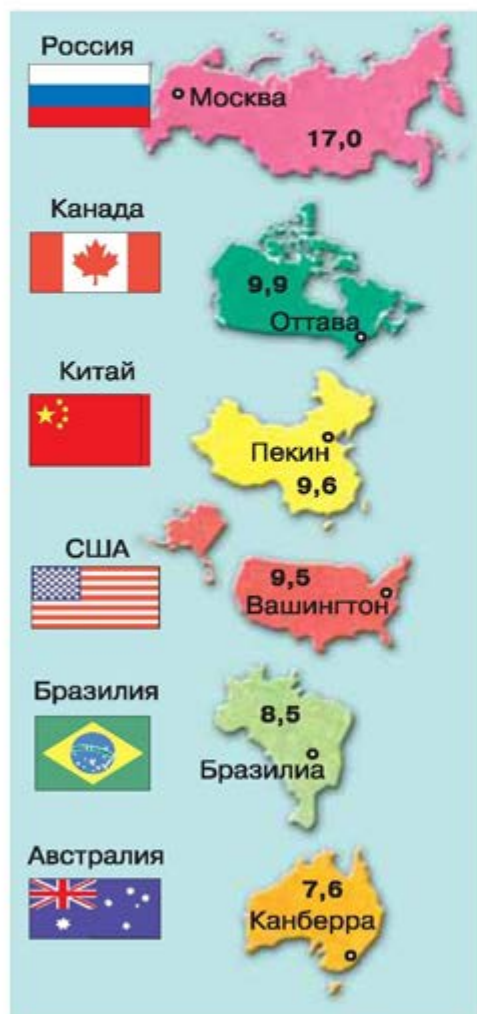 Россия
Москва
17,0
Канада
9,9
Оттава
Китай
Пекин
9,6
США
9,5
Вашингтон
Бразилия
8,5
Бразилиа
Австралия
7,6
Канберра